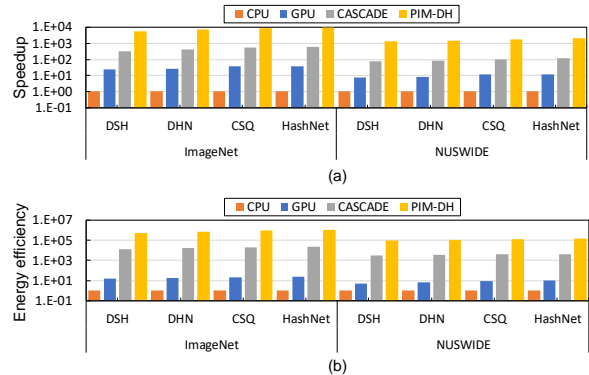 CPU GPU CASCADE PIM-DH
Speedup
1.E+04
1.E+03
1.E+02
1.E+01
1.E+00
1.E-01
DSH DHN CSQ HashNet DSH DHN CSQ HashNet
ImageNet NUSWIDE
(a)
CPU GPU CASCADE PIM-DH
Energy efficiency
1.E+07
1.E+05
1.E+03
1.E+01
1.E-01
DSH DHN CSQ HashNet DSH DHN CSQ HashNet
ImageNet NUSWIDE
(b)